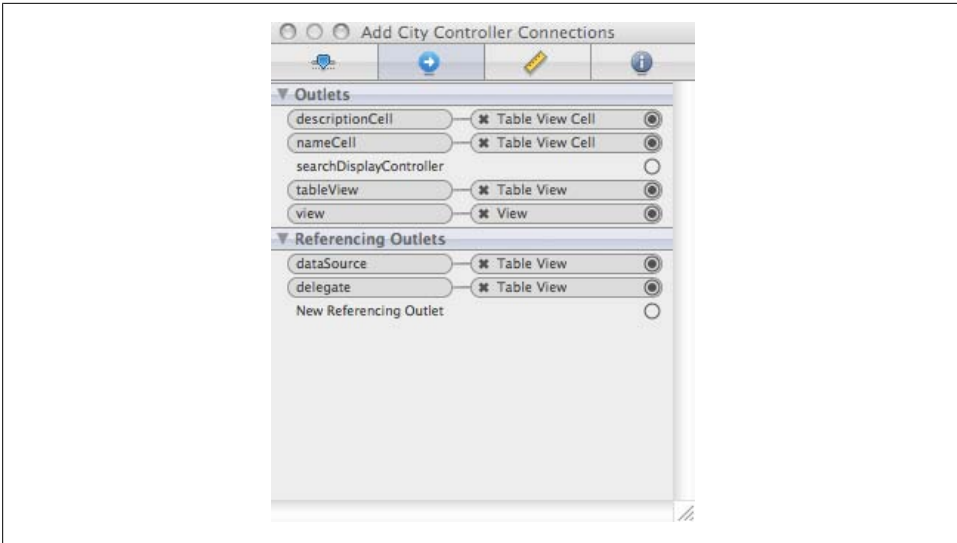 Add City Controller Connections
Outlets
descriptionCell ✖ Table View Cell
nameCell ✖ Table View Cell
searchDisplayController
tableView ✖ Table View
view ✖ View
Referencing Outlets
dataSource ✖ Table View
delegate ✖ Table View
New Referencing Outlet